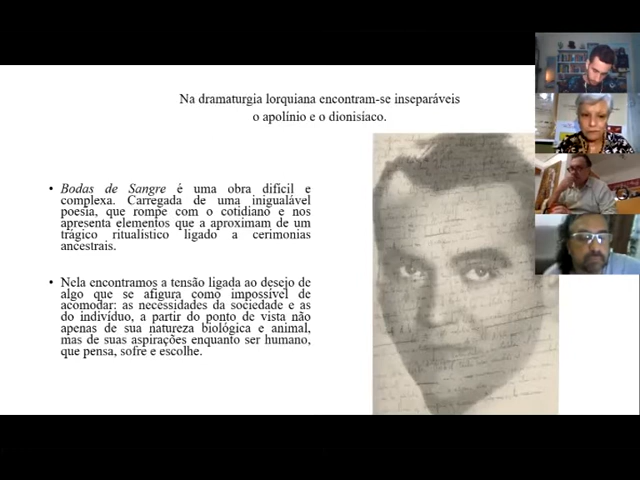 Na dramaturgia lorquiana encontram-se inseparáveis
o apolínio e o dionisíaco.
• Bodas de Sangre é uma obra difícil e
complexa. Carregada de uma inigualável
poesia, que rompe com o cotidiano e nos
apresenta elementos que a aproximam de um
trágico ritualístico ligado a cerimonias
ancestrais.
• Nela encontramos a tensão ligada ao desejo de
algo que se afigura como impossível de
acomodar: as necessidades da sociedade e as
do indivíduo, a partir do ponto de vista não
apenas de sua natureza biológica e animal,
mas de suas aspirações enquanto ser humano,
que pensa, sofre e escolhe.